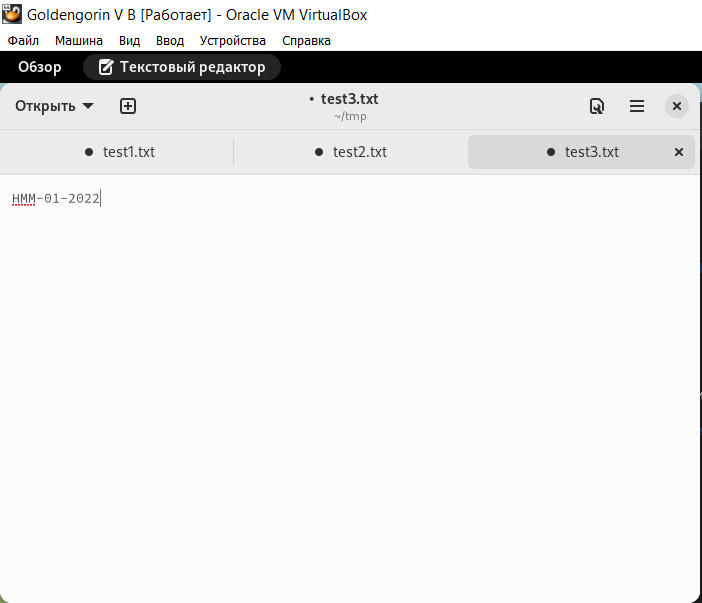 Goldengorin V B [Работает] - Oracle VM VirtualBox
Файл Машина Вид Ввод Устройства Справка
Обзор Текстовый редактор
Открыть • test3.txt
~/tmp
● test1.txt ● test2.txt ● test3.txt
НММ-01-2022